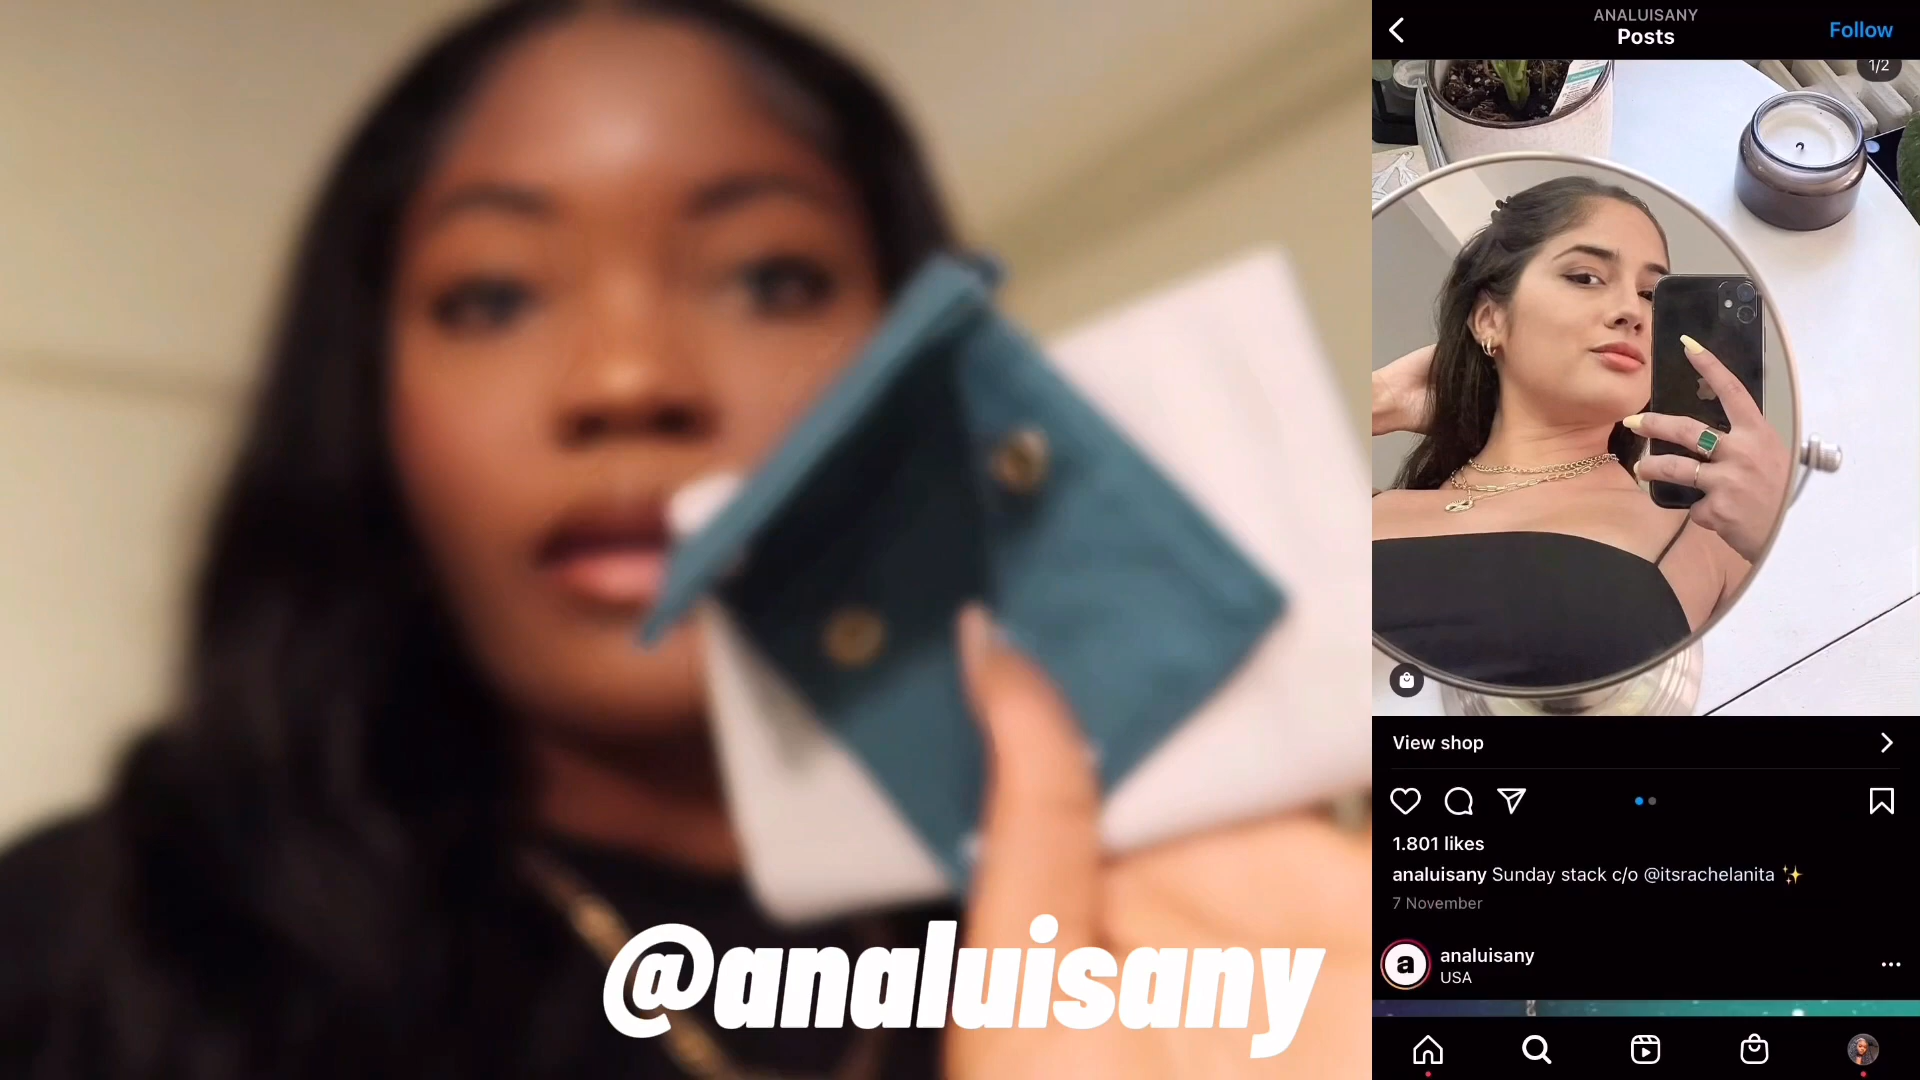 @analuisany
ANALUISANY
Posts
Follow
1/2
View shop
1.801 likes
analuisany Sunday stack c/o @itsrachelanita ✨
7 November
a
analuisany
USA